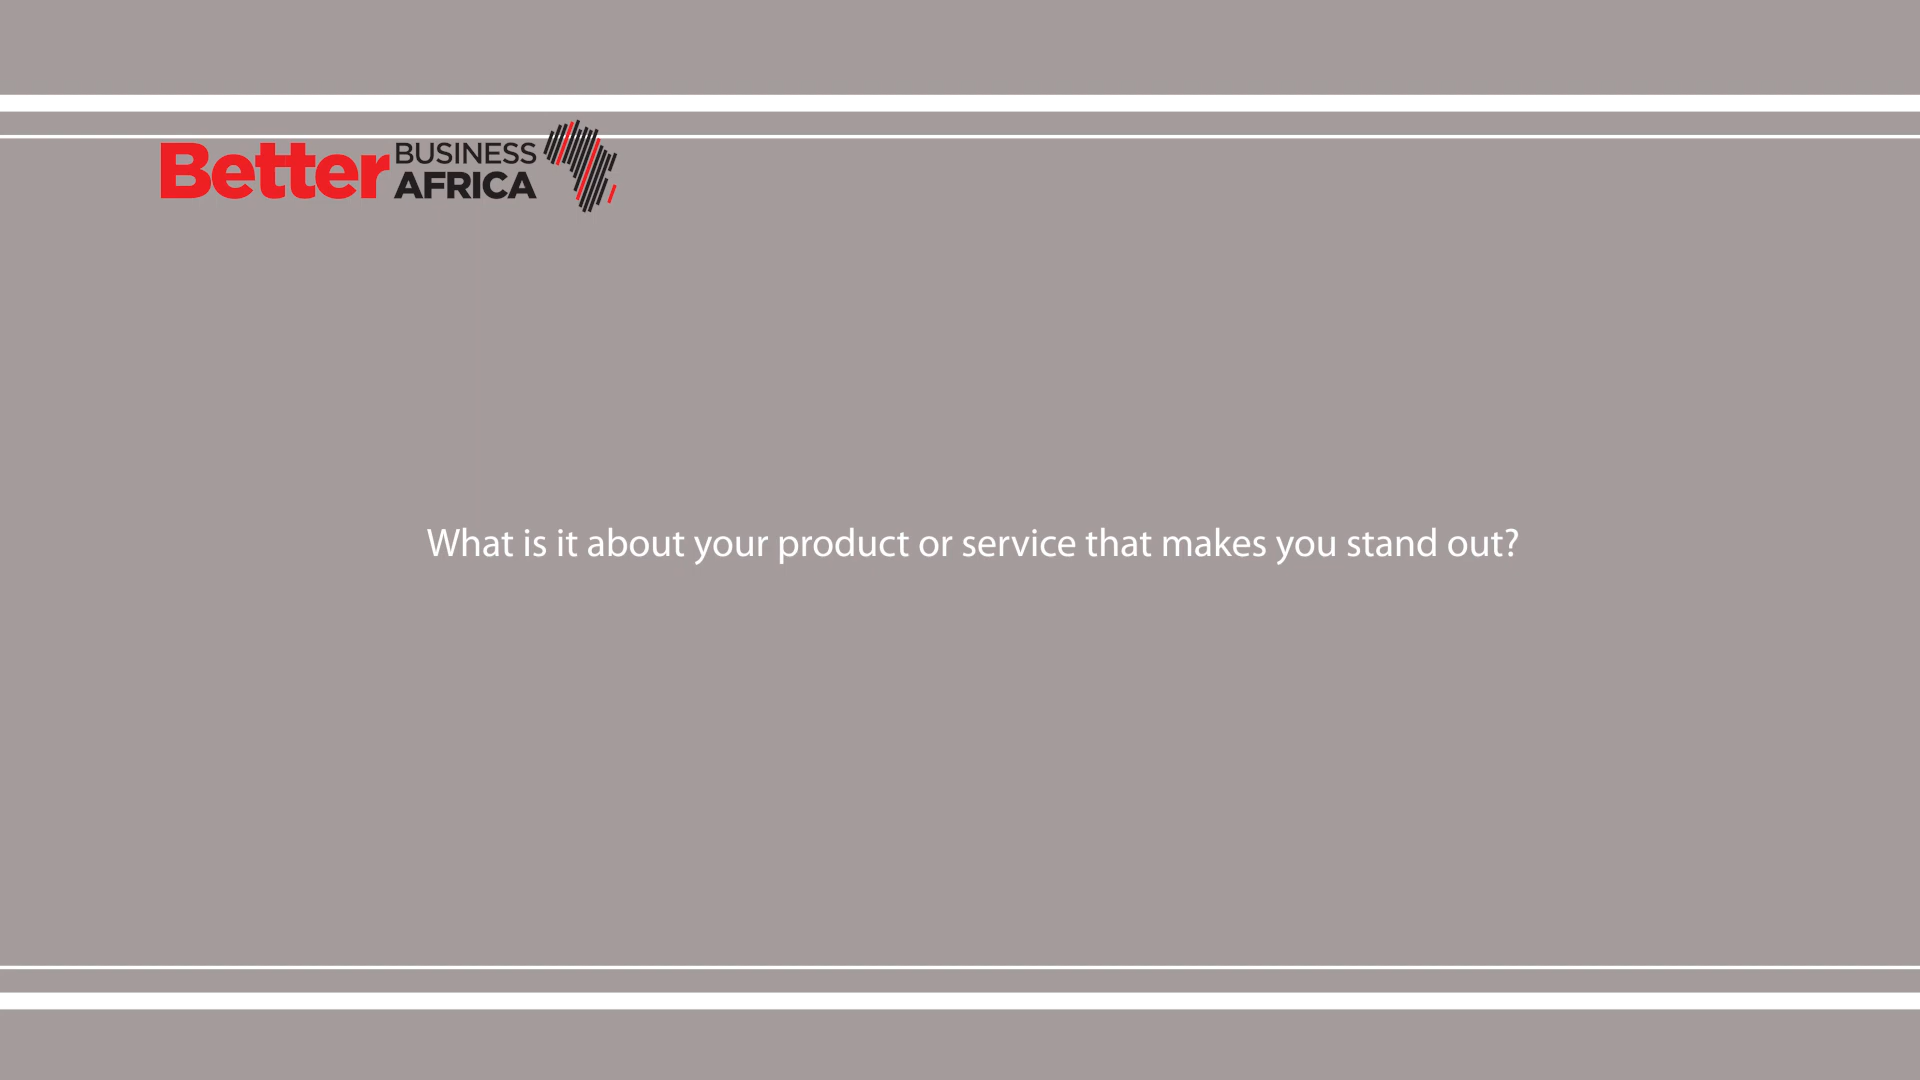 Better BUSINESS
AFRICA
What is it about your product or service that makes you stand out?